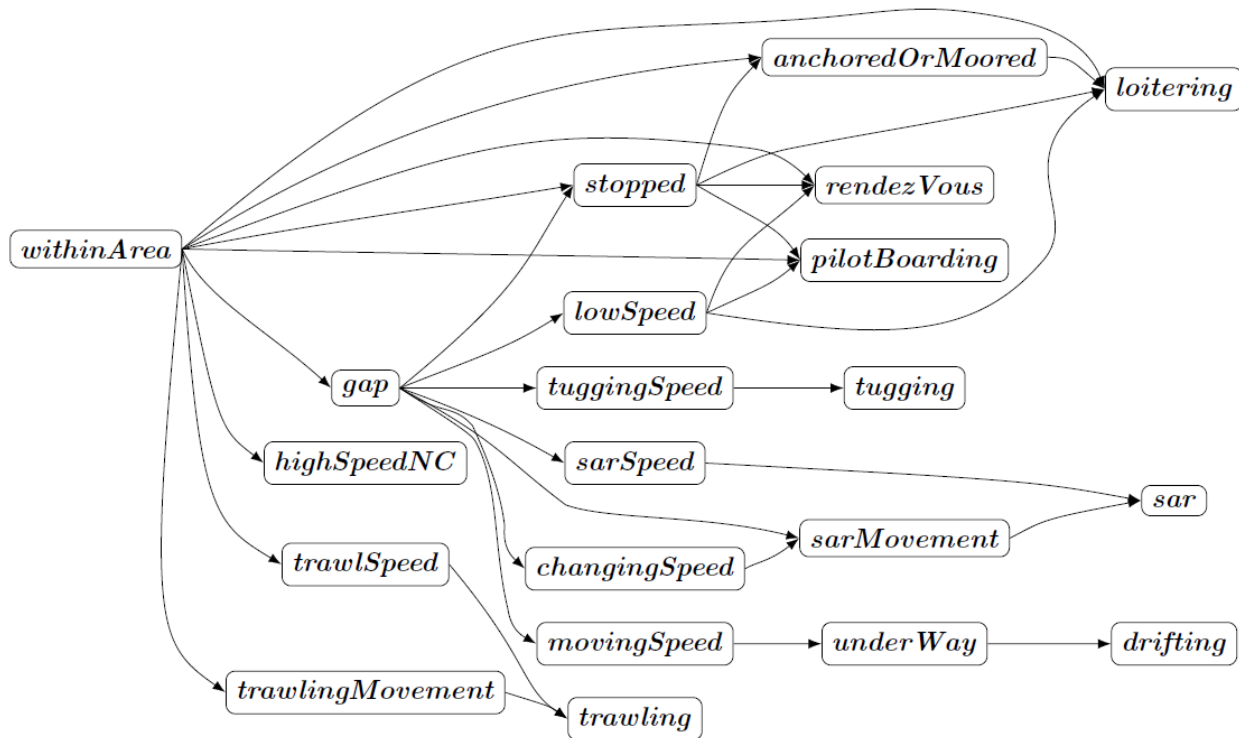 anchoredOrMoored
loitering
stopped
rendezVous
withinArea
pilotBoarding
lowSpeed
gap
tuggingSpeed
tugging
highSpeedNC
sarSpeed
sar
sarMovement
trawlSpeed
changingSpeed
movingSpeed
underWay
drifting
trawlingMovement
trawling